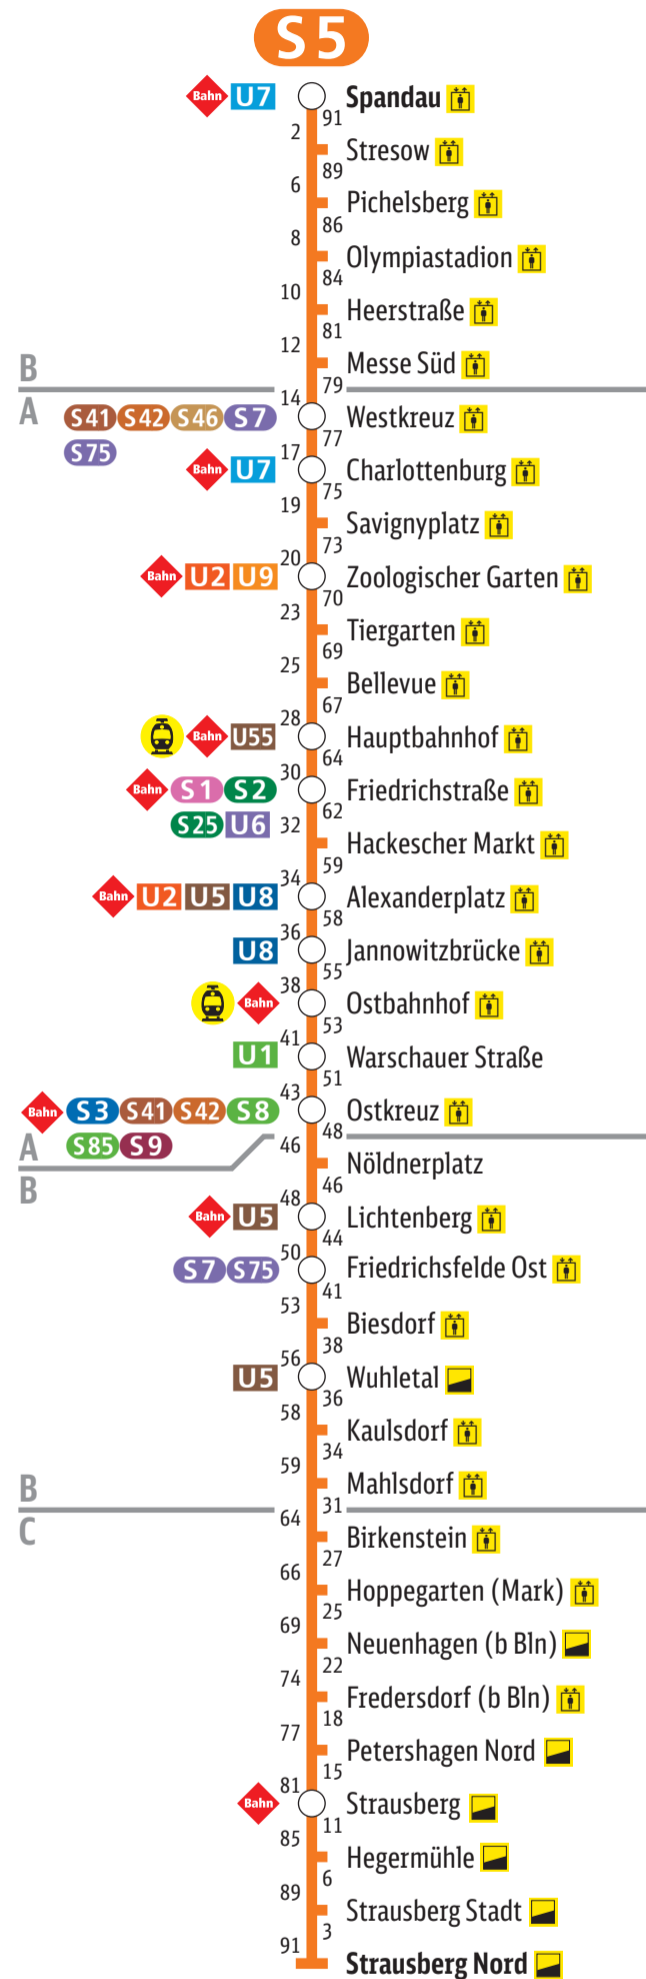 S5
Bahn U7 Spandau
91
2
Stresow
89
6
Pichelsberg
86
8
Olympiastadion
84
10
Heerstraße
81
12
Messe Süd
B
79
A
14
S41 S42 S46 S7 Westkreuz
77
S75
17
Bahn U7 Charlottenburg
75
19
Savignyplatz
73
20
Bahn U2 U9 Zoologischer Garten
70
23
Tiergarten
69
25
Bellevue
67
28
Bahn U55 Hauptbahnhof
64
30
Bahn S1 S2 Friedrichstraße
62
S25 U6 32
Hackescher Markt
59
34
Bahn U2 U5 U8 Alexanderplatz
58
36
U8 Jannowitzbrücke
55
38
Bahn Ostbahnhof
53
41
U1 Warschauer Straße
51
43
Bahn S3 S41 S42 S8 Ostkreuz
48
A S85 S9 46
Nöldnerplatz
B
46
48
Bahn U5 Lichtenberg
44
50
S7 S75 Friedrichsfelde Ost
41
53
Biesdorf
38
56
U5 Wuhletal
36
58
Kaulsdorf
34
59
Mahlsdorf
B
31
C
64
Birkenstein
27
66
Hoppegarten (Mark)
25
69
Neuenhagen (b Bln)
22
74
Fredersdorf (b Bln)
18
77
Petershagen Nord
15
81
Bahn Strausberg
11
85
Hegermühle
6
89
Strausberg Stadt
3
91
Strausberg Nord